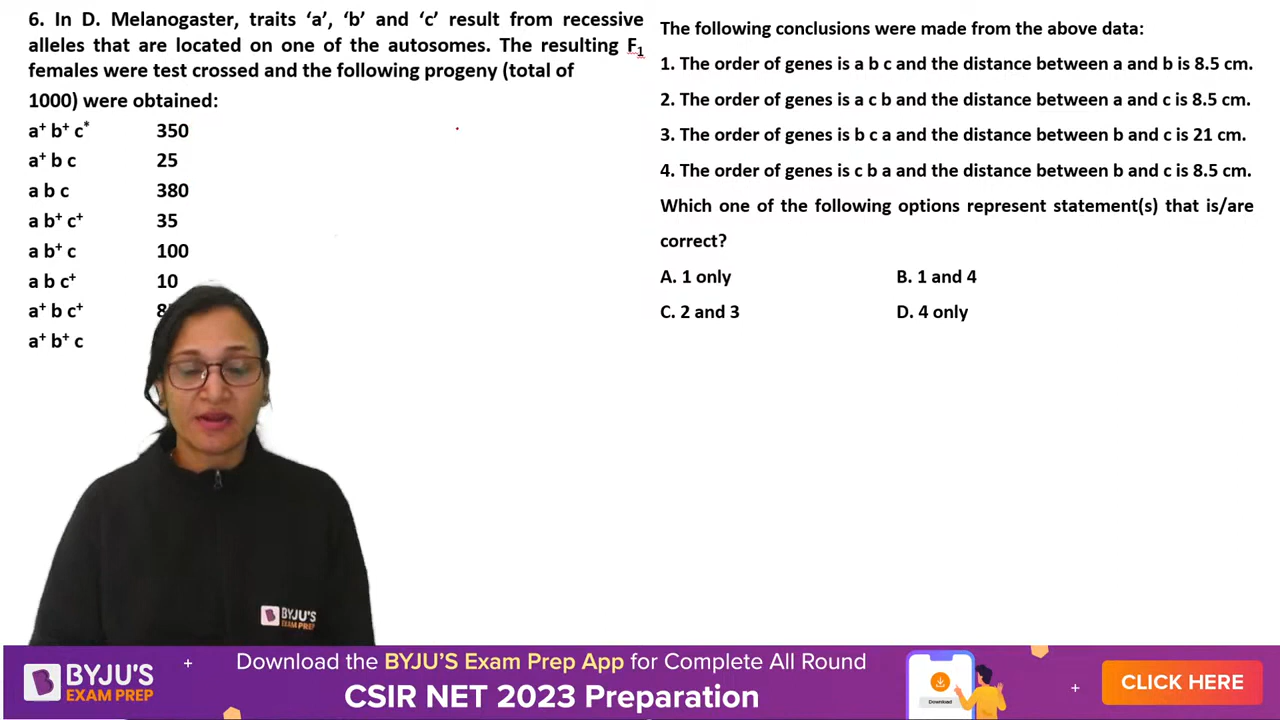 6. In D. Melanogaster, traits ‘a’, ‘b’ and ‘c’ result from recessive
alleles that are located on one of the autosomes. The resulting F₁
females were test crossed and the following progeny (total of
1000) were obtained:
a⁺ b⁺ c* 350
a⁺ b c 25
a b c 380
a b⁺ c⁺ 35
a b⁺ c 100
a b c⁺ 10
a⁺ b c⁺
a⁺ b⁺ c
The following conclusions were made from the above data:
1. The order of genes is a b c and the distance between a and b is 8.5 cm.
2. The order of genes is a c b and the distance between a and c is 8.5 cm.
3. The order of genes is b c a and the distance between b and c is 21 cm.
4. The order of genes is c b a and the distance between b and c is 8.5 cm.
Which one of the following options represent statement(s) that is/are
correct?
A. 1 only B. 1 and 4
C. 2 and 3 D. 4 only
BYJU'S
EXAM PREP
BYJU'S
EXAM PREP
Download the BYJU'S Exam Prep App for Complete All Round
CSIR NET 2023 Preparation
Download
CLICK HERE